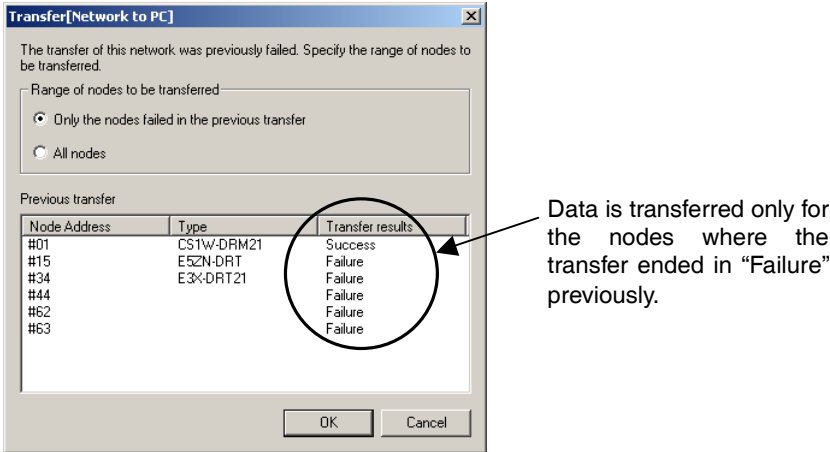 Transfer[Network to PC]
The transfer of this network was previously failed. Specify the range of nodes to
be transferred.
Range of nodes to be transferred
Only the nodes failed in the previous transfer
All nodes
Previous transfer
Node Address Type Transfer results
#01 CS1W-DRM21 Success
#15 E5ZN-DRT Failure
#34 E3X-DRT21 Failure
#44 Failure
#62 Failure
#63 Failure
OK Cancel
Data is transferred only for
the nodes where the
transfer ended in “Failure”
previously.